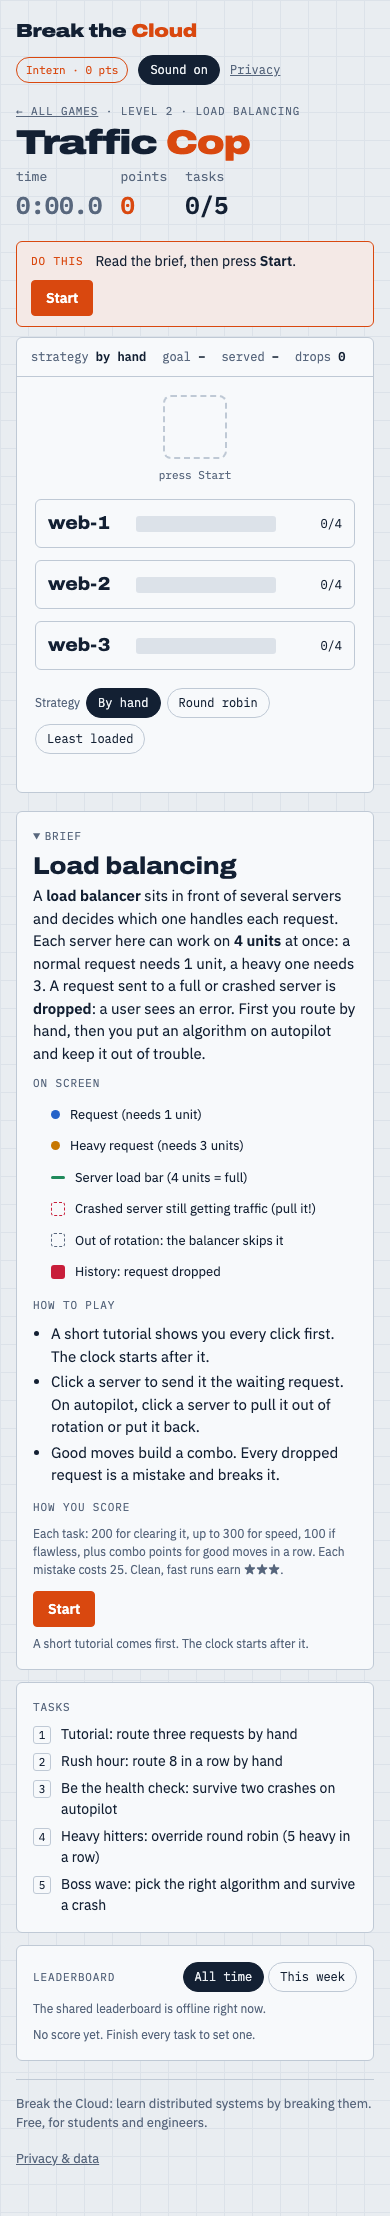 Break the Cloud
Intern · 0 pts Sound on Privacy
← ALL GAMES · LEVEL 2 · LOAD BALANCING
Traffic Cop
time points tasks
0:00.0 0 0/5
DO THIS Read the brief, then press Start.
Start
strategy by hand goal – served – drops 0
press Start
web-1 0/4
web-2 0/4
web-3 0/4
Strategy By hand Round robin
Least loaded
▼ BRIEF
Load balancing
A load balancer sits in front of several servers
and decides which one handles each request.
Each server here can work on 4 units at once: a
normal request needs 1 unit, a heavy one needs
3. A request sent to a full or crashed server is
dropped: a user sees an error. First you route by
hand, then you put an algorithm on autopilot
and keep it out of trouble.
ON SCREEN
Request (needs 1 unit)
Heavy request (needs 3 units)
Server load bar (4 units = full)
Crashed server still getting traffic (pull it!)
Out of rotation: the balancer skips it
History: request dropped
HOW TO PLAY
• A short tutorial shows you every click first.
The clock starts after it.
• Click a server to send it the waiting request.
On autopilot, click a server to pull it out of
rotation or put it back.
• Good moves build a combo. Every dropped
request is a mistake and breaks it.
HOW YOU SCORE
Each task: 200 for clearing it, up to 300 for speed, 100 if
flawless, plus combo points for good moves in a row. Each
mistake costs 25. Clean, fast runs earn ★★★.
Start
A short tutorial comes first. The clock starts after it.
TASKS
1 Tutorial: route three requests by hand
2 Rush hour: route 8 in a row by hand
3 Be the health check: survive two crashes on
autopilot
4 Heavy hitters: override round robin (5 heavy in
a row)
5 Boss wave: pick the right algorithm and survive
a crash
LEADERBOARD All time This week
The shared leaderboard is offline right now.
No score yet. Finish every task to set one.
Break the Cloud: learn distributed systems by breaking them.
Free, for students and engineers.
Privacy & data